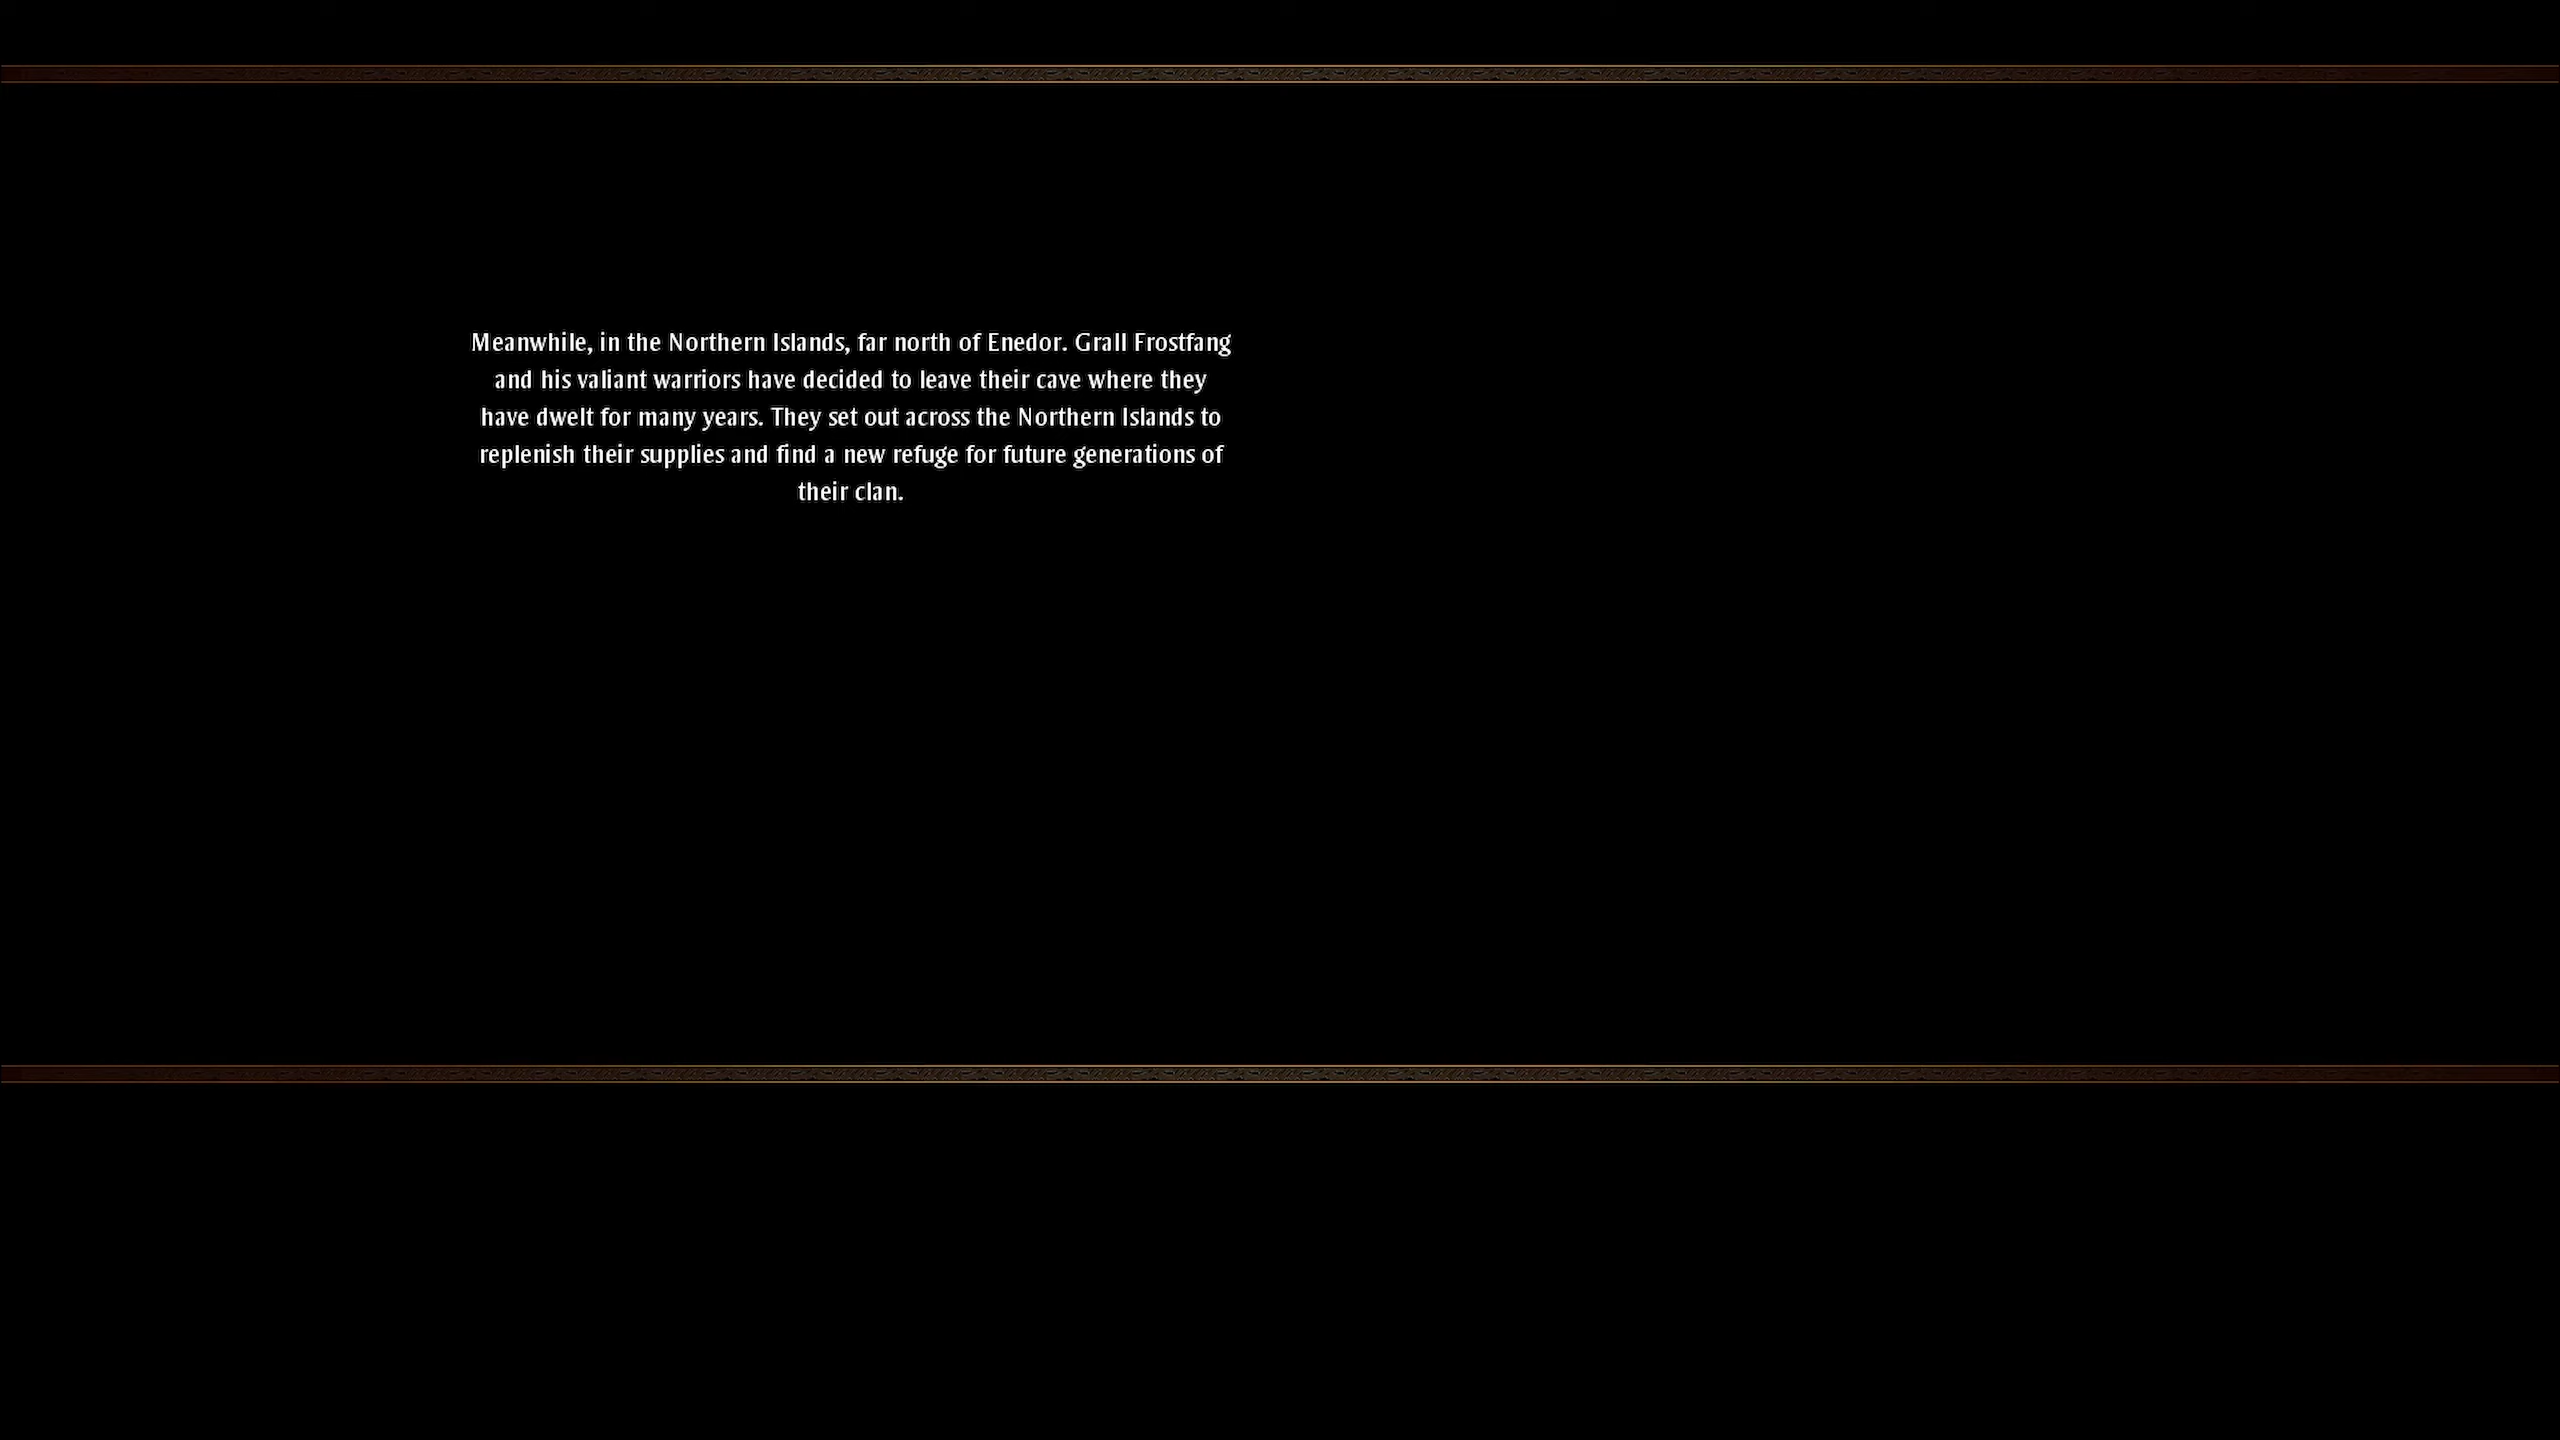 Meanwhile, in the Northern Islands, far north of Enedor. Grall Frostfang
and his valiant warriors have decided to leave their cave where they
have dwelt for many years. They set out across the Northern Islands to
replenish their supplies and find a new refuge for future generations of
their clan.